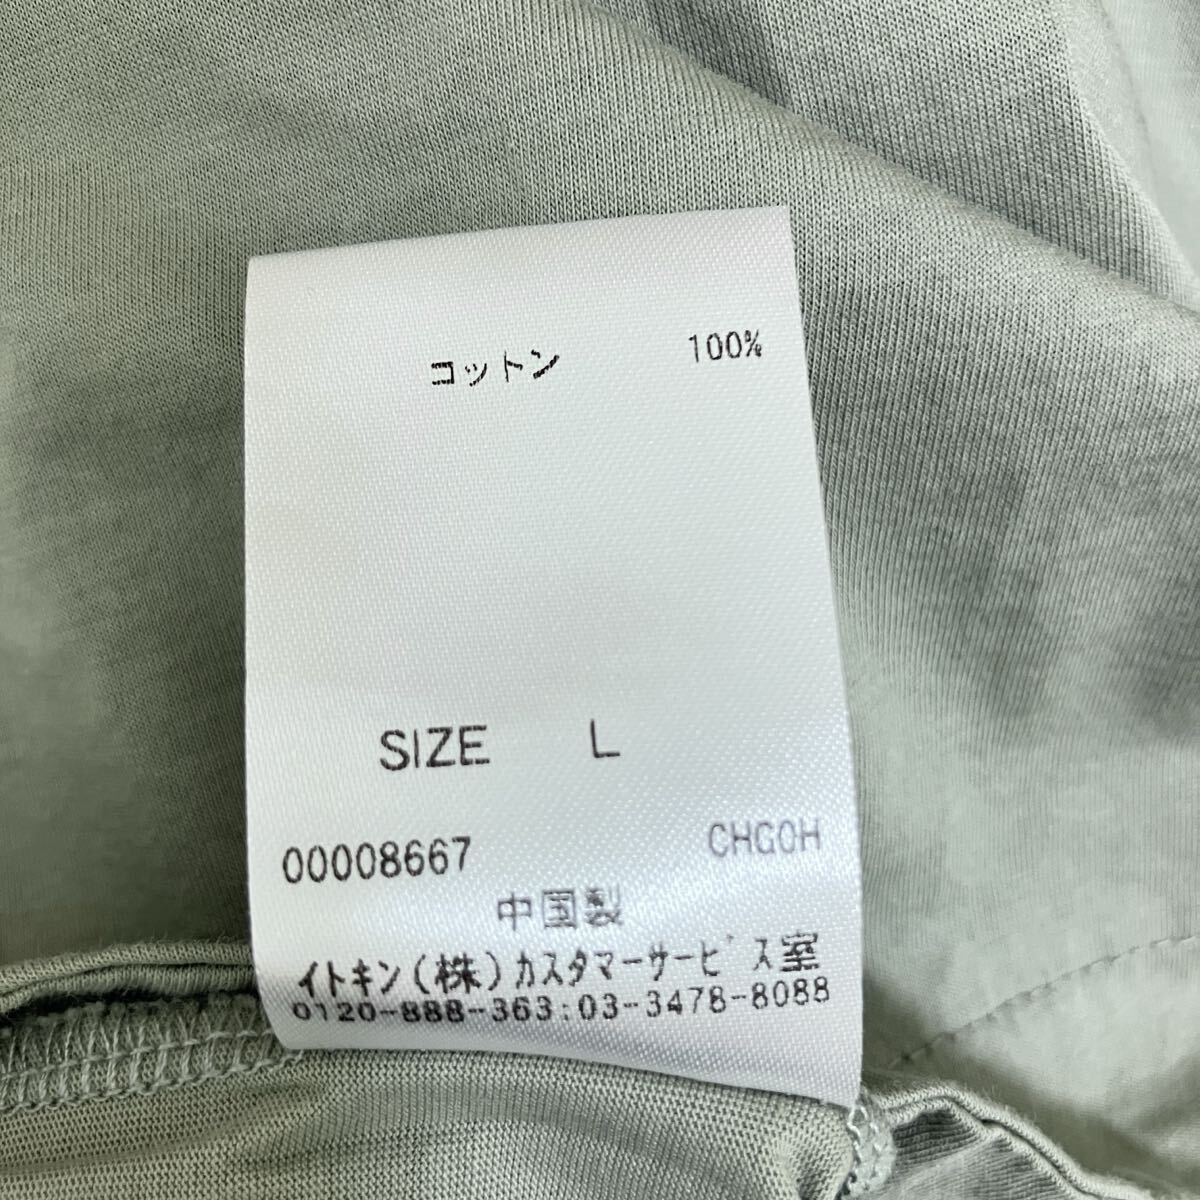 コットン 100%
SIZE L
00008667 CHGOH
中国製
イトキン(株)カスタマーサービス室
0120-888-363:03-3478-8088